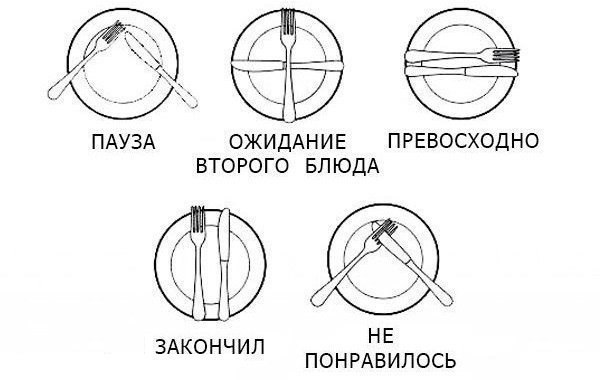 ПАУЗА
ОЖИДАНИЕ
ВТОРОГО БЛЮДА
ПРЕВОСХОДНО
ЗАКОНЧИЛ
НЕ
ПОНРАВИЛОСЬ